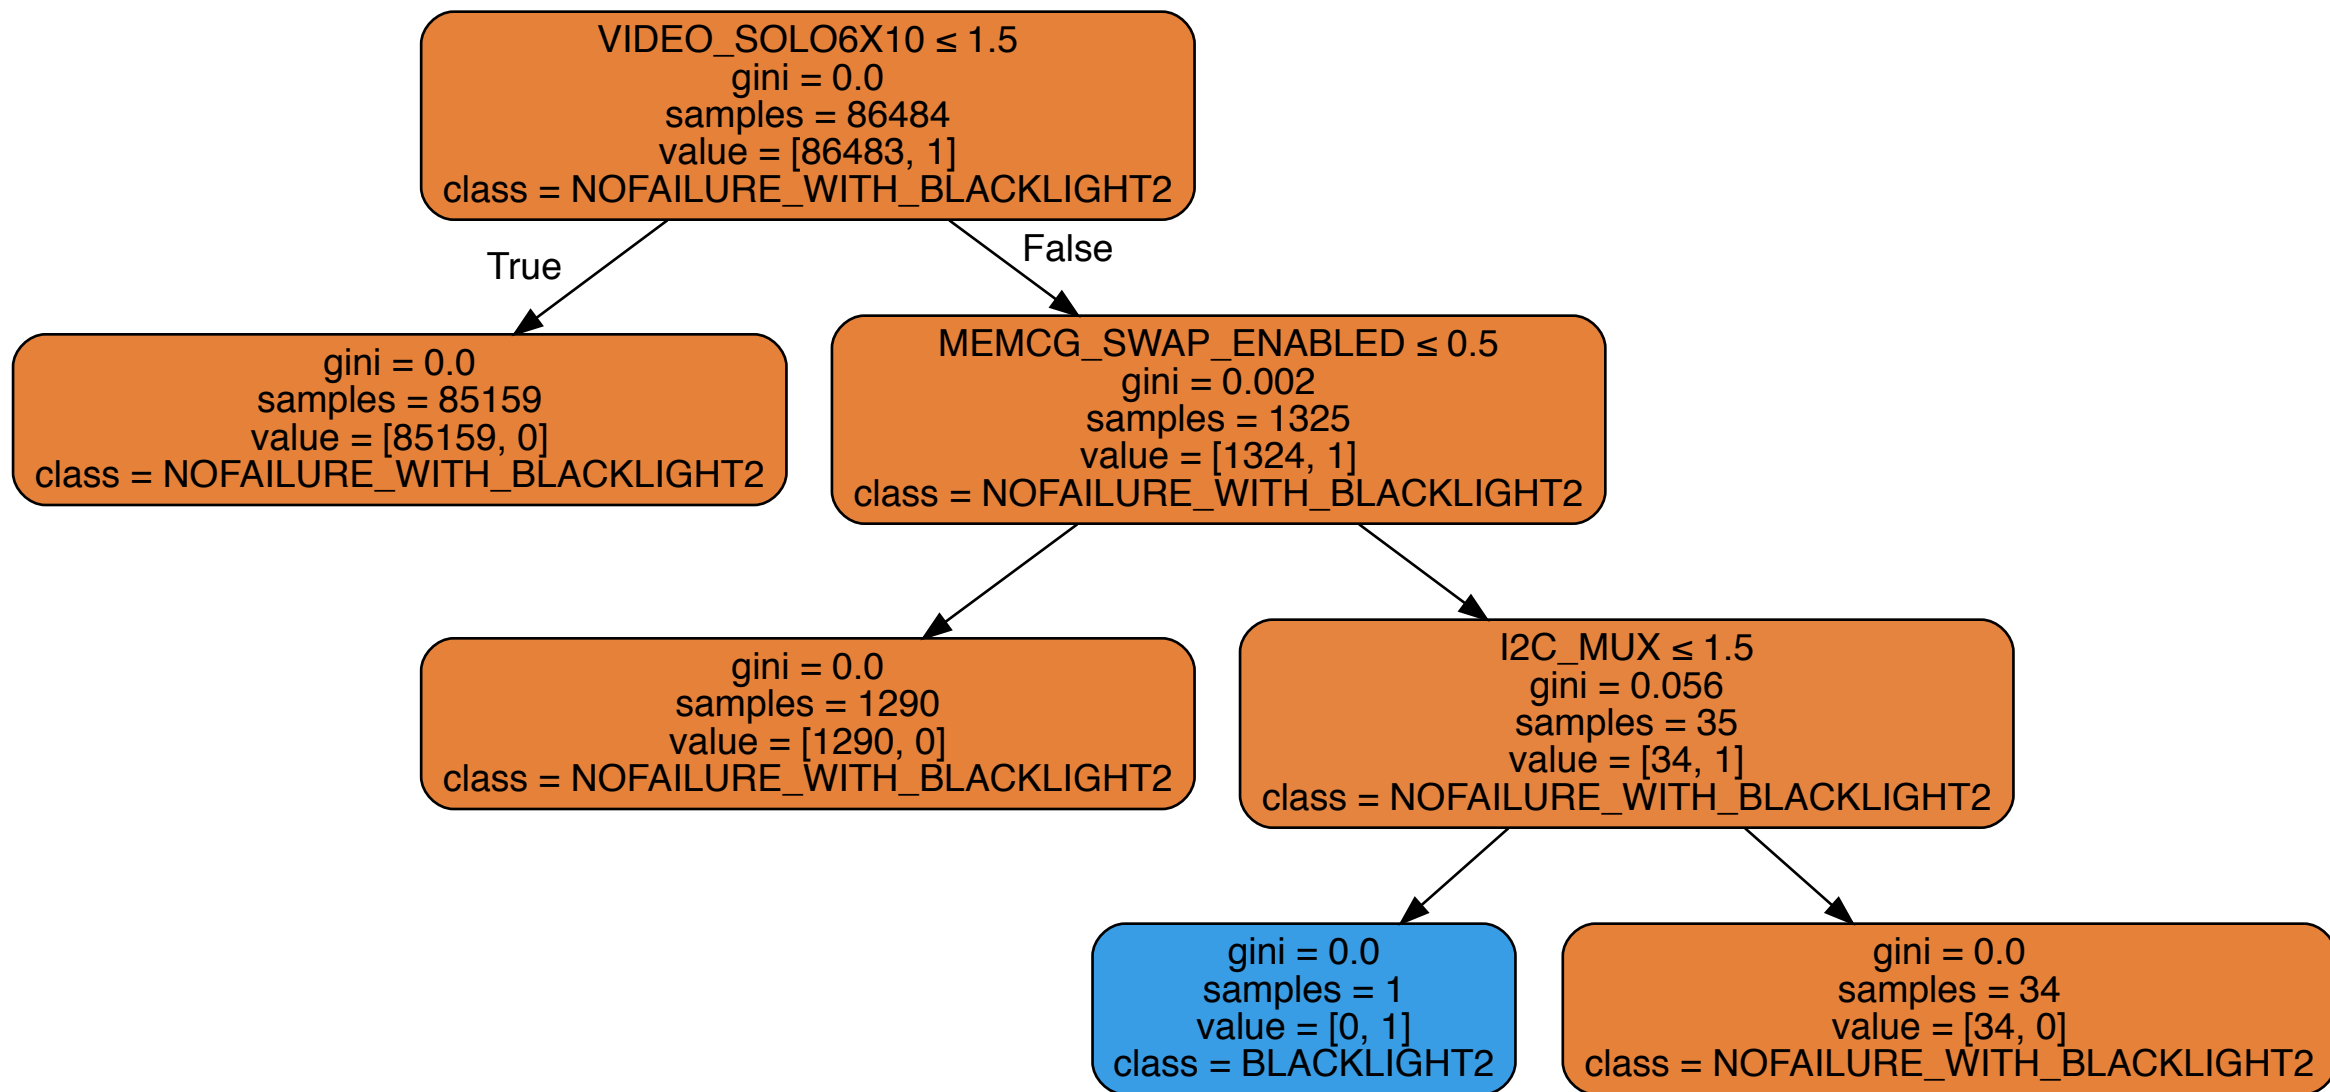 VIDEO_SOLO6X10 ≤ 1.5
gini = 0.0
samples = 86484
value = [86483, 1]
class = NOFAILURE_WITH_BLACKLIGHT2
True
False
gini = 0.0
samples = 85159
value = [85159, 0]
class = NOFAILURE_WITH_BLACKLIGHT2
MEMCG_SWAP_ENABLED ≤ 0.5
gini = 0.002
samples = 1325
value = [1324, 1]
class = NOFAILURE_WITH_BLACKLIGHT2
gini = 0.0
samples = 1290
value = [1290, 0]
class = NOFAILURE_WITH_BLACKLIGHT2
I2C_MUX ≤ 1.5
gini = 0.056
samples = 35
value = [34, 1]
class = NOFAILURE_WITH_BLACKLIGHT2
gini = 0.0
samples = 1
value = [0, 1]
class = BLACKLIGHT2
gini = 0.0
samples = 34
value = [34, 0]
class = NOFAILURE_WITH_BLACKLIGHT2